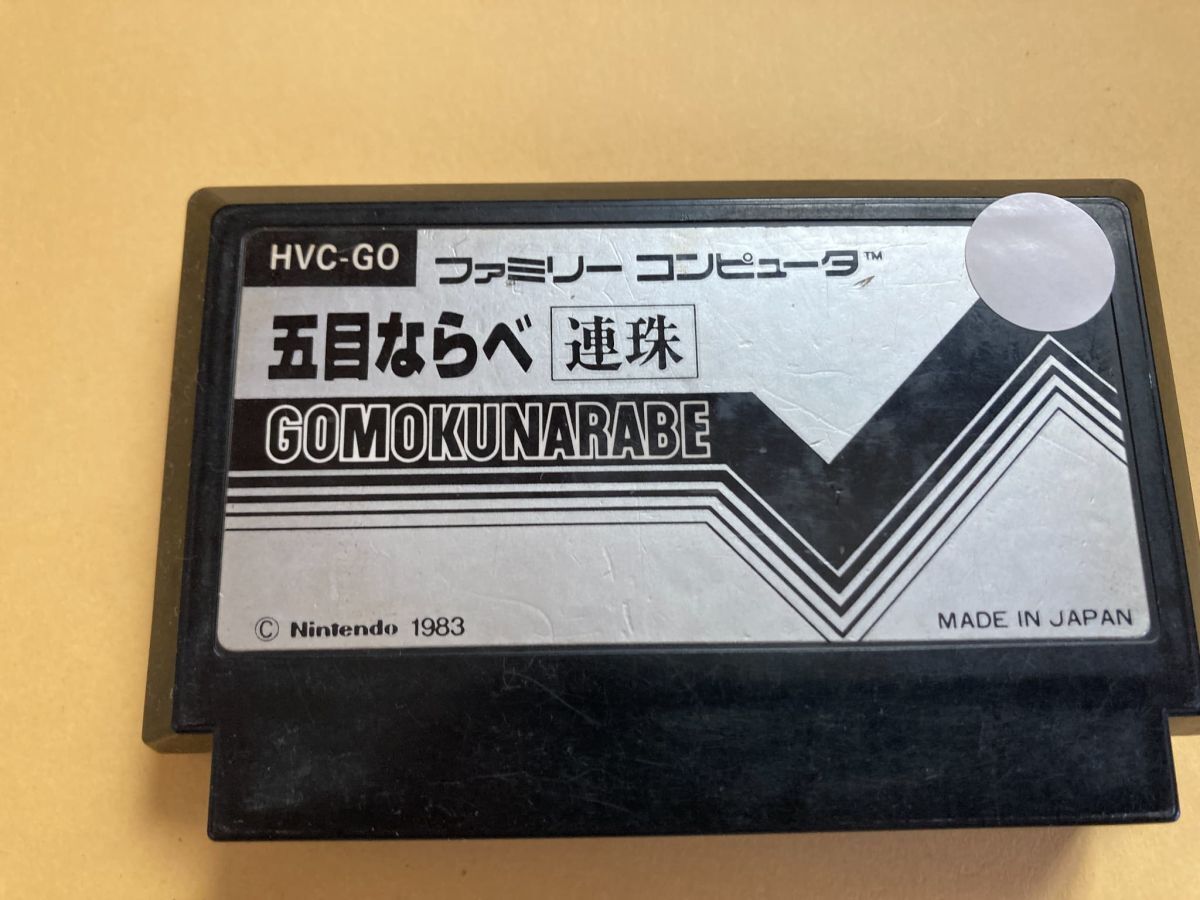 HVC-GO
ファミリー コンピュータ™
五目ならべ 連珠
GOMOKUNARABE
© Nintendo 1983
MADE IN JAPAN